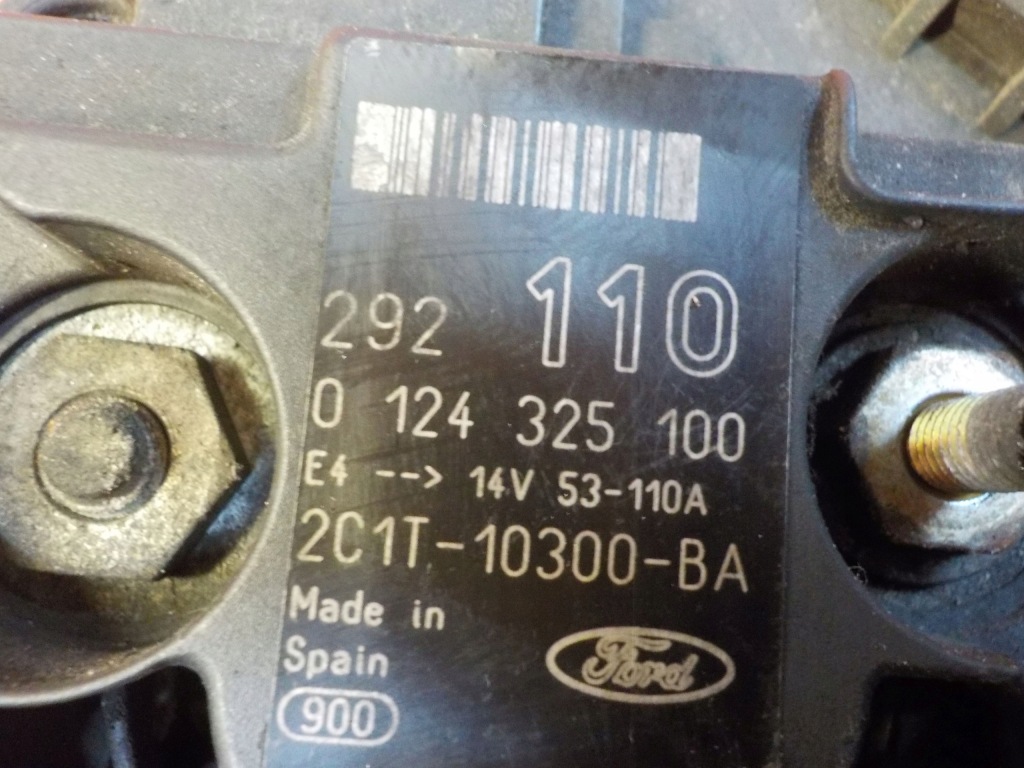 292 110
0 124 325 100
E4 --> 14V 53-110A
2C1T-10300-BA
Made in
Spain
Ford
900